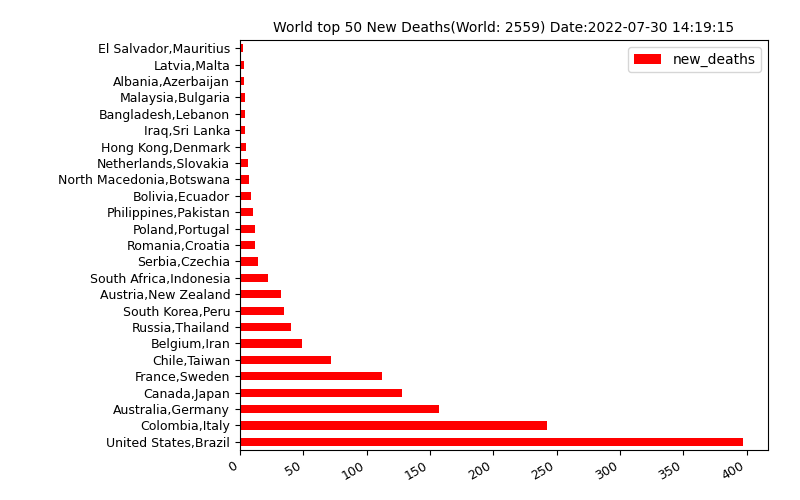 World top 50 New Deaths(World: 2559) Date:2022-07-30 14:19:15
new_deaths
El Salvador,Mauritius
Latvia,Malta
Albania,Azerbaijan
Malaysia,Bulgaria
Bangladesh,Lebanon
Iraq,Sri Lanka
Hong Kong,Denmark
Netherlands,Slovakia
North Macedonia,Botswana
Bolivia,Ecuador
Philippines,Pakistan
Poland,Portugal
Romania,Croatia
Serbia,Czechia
South Africa,Indonesia
Austria,New Zealand
South Korea,Peru
Russia,Thailand
Belgium,Iran
Chile,Taiwan
France,Sweden
Canada,Japan
Australia,Germany
Colombia,Italy
United States,Brazil
0 50 100 150 200 250 300 350 400